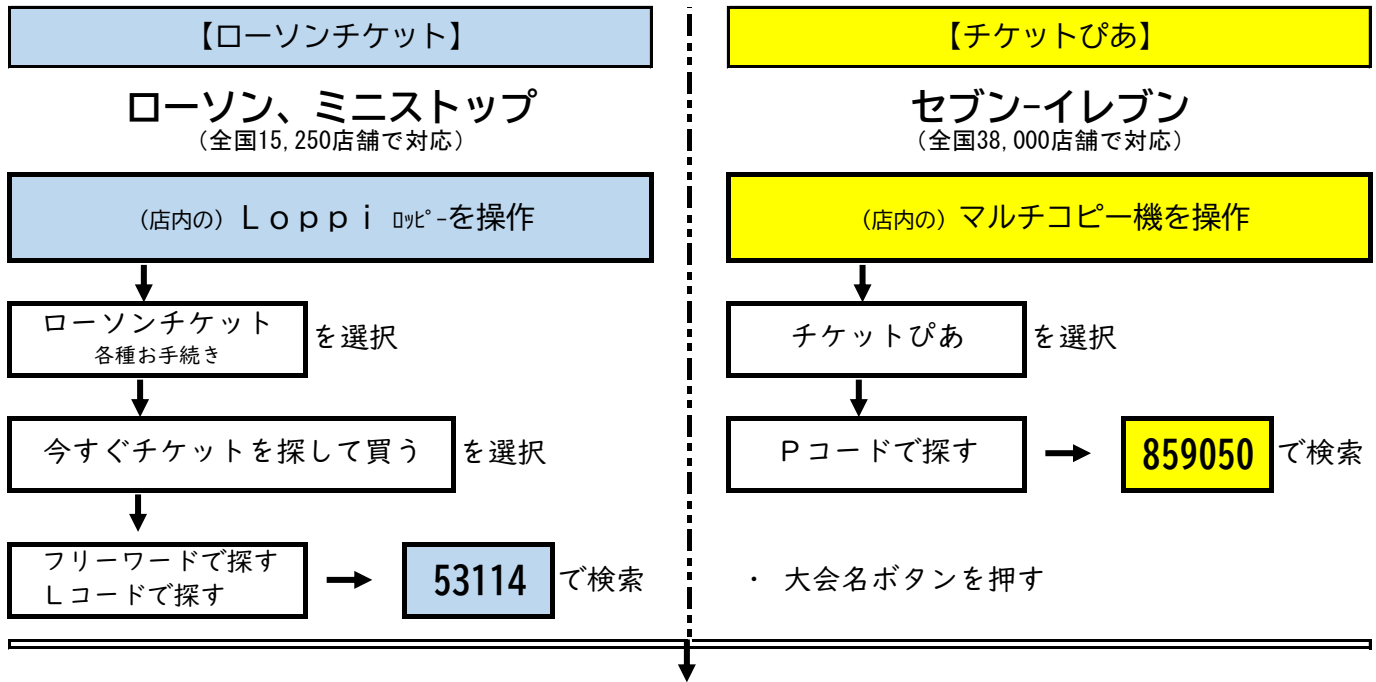 【ローソンチケット】
ローソン、ミニストップ
（全国15,250店舗で対応）
（店内の）Ｌｏｐｐｉ ﾛｯﾋﾟｰを操作
ローソンチケット
各種お手続き
を選択
今すぐチケットを探して買う を選択
フリーワードで探す
Ｌコードで探す
53114 で検索
【チケットぴあ】
セブン-イレブン
（全国38,000店舗で対応）
（店内の）マルチコピー機を操作
チケットぴあ を選択
Ｐコードで探す 859050 で検索
・ 大会名ボタンを押す